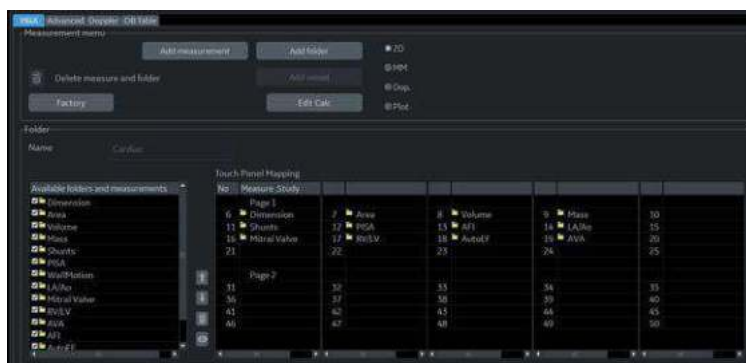 M&A Advanced Doppler OB Table
Measurement menu
Add measurement Add folder 2D
MM
Delete measure and folder Add vessel Dop.
Factory Edit Calc Plot
Folder
Name Cardiac
Touch Panel Mapping
Available folders and measurements No Measure Study
Dimension Page 1
Area 6 Dimension 7 Area 8 Volume 9 Mass 10
Volume 11 Shunts 12 PISA 13 AFI 14 LA/Ao 15
Mass 16 Mitral Valve 17 RV/LV 18 AutoEF 19 AVA 20
Shunts 21 22 23 24 25
PISA
WallMotion Page 2
LA/Ao 31 32 33 34 35
Mitral Valve 36 37 38 39 40
RV/LV 41 42 43 44 45
AVA 46 47 48 49 50
AFI
AutoEF